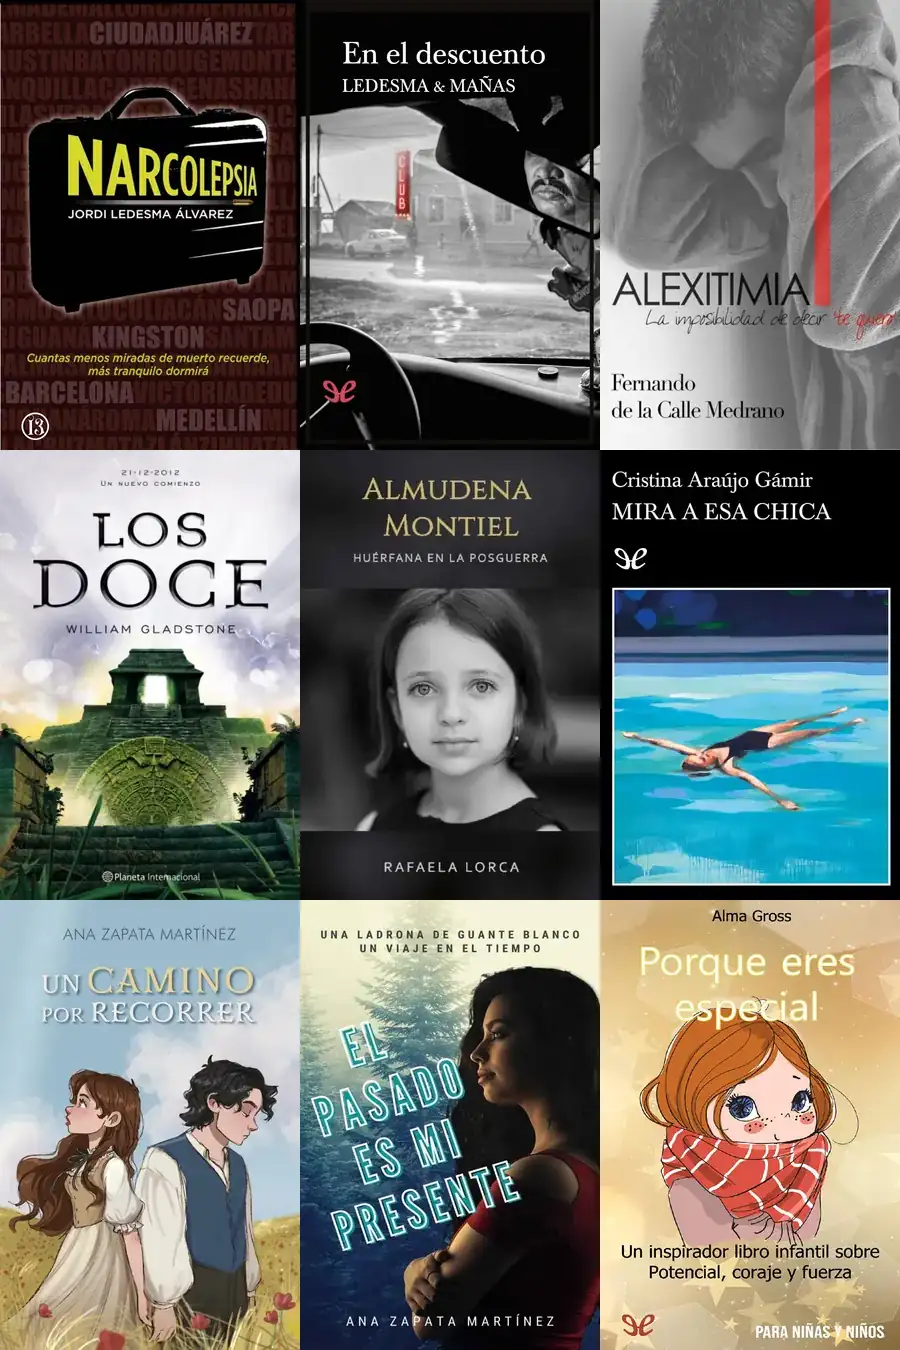 CIUDADJUÁREZ
NARCOLEPSIA
JORDI LEDESMA ÁLVAREZ
SAOPA
KINGSTON
Cuantas menos miradas de muerto recuerde,
más tranquilo dormirá
BARCELONA
MEDELLÍN
13
En el descuento
LEDESMA & MAÑAS
CLUB
ALEXITIMIA
La imposibilidad de decir te quiero
Fernando
de la Calle Medrano
21-12-2012
UN NUEVO COMIENZO
LOS
DOCE
WILLIAM GLADSTONE
Planeta Internacional
ALMUDENA
MONTIEL
HUÉRFANA EN LA POSGUERRA
RAFAELA LORCA
Cristina Araújo Gámir
MIRA A ESA CHICA
ANA ZAPATA MARTÍNEZ
UN CAMINO
POR RECORRER
UNA LADRONA DE GUANTE BLANCO
UN VIAJE EN EL TIEMPO
EL
PASADO
ES MI
PRESENTE
ANA ZAPATA MARTÍNEZ
Alma Gross
Porque eres
especial
Un inspirador libro infantil sobre
Potencial, coraje y fuerza
PARA NIÑAS Y NIÑOS